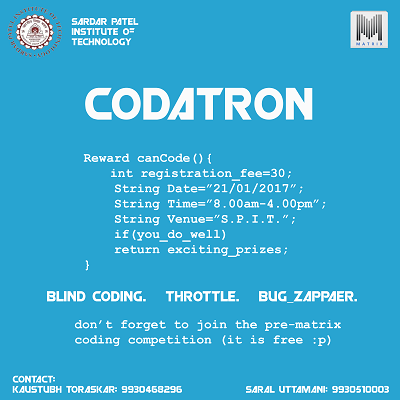 SARDAR PATEL
INSTITUTE OF
TECHNOLOGY
MATRIX
CODATRON
Reward canCode(){
int registration_fee=30;
String Date="21/01/2017";
String Time="8.00am-4.00pm";
String Venue="S.P.I.T.";
if(you_do_well)
return exciting_prizes;
}
BLIND CODING. THROTTLE. BUG_ZAPPAER.
don't forget to join the pre-matrix
coding competition (it is free :p)
CONTACT:
KAUSTUBH TORASKAR: 9930468296 SARAL UTTAMANI: 9930510003